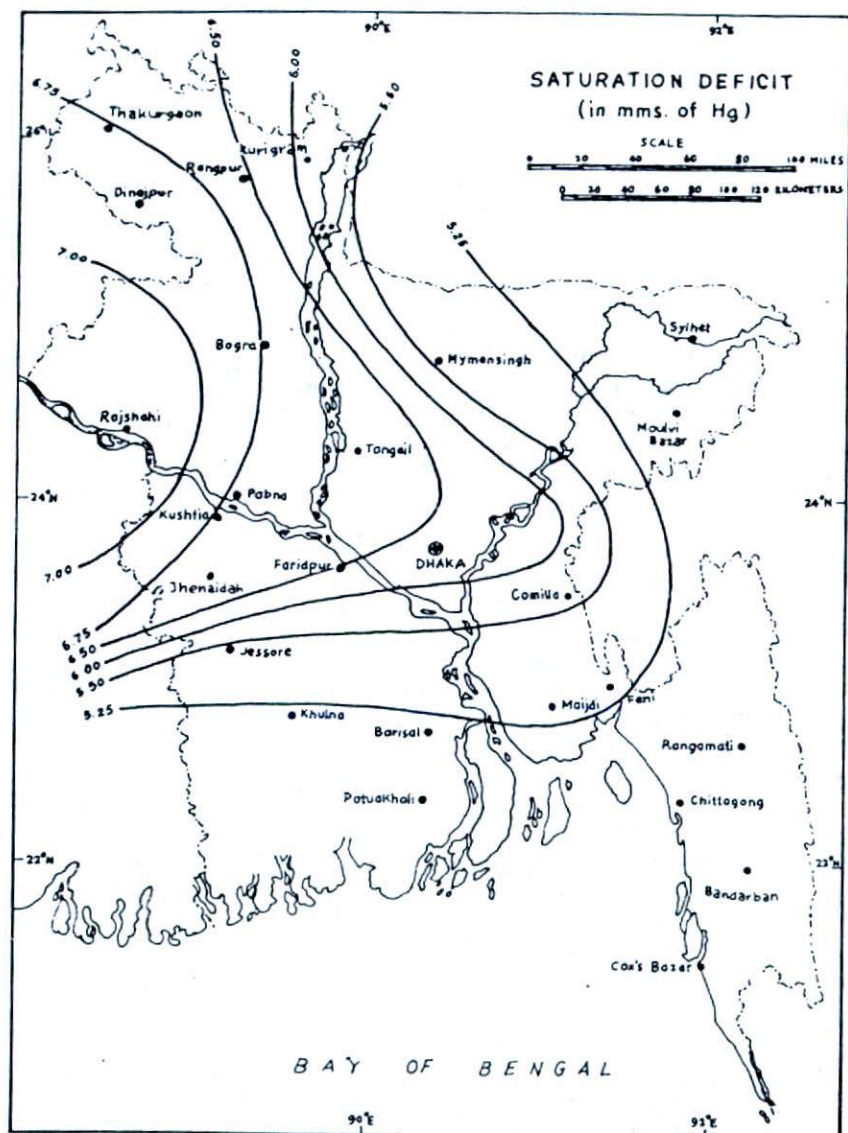 90°E
92°E
SATURATION DEFICIT
(in mms. of Hg)
SCALE
0 20 40 60 80 100 MILES
0 20 40 60 80 100 120 KILOMETERS
6.75
6.50
6.00
5.50
26°N
Thakurgaon
Kurigram
Rangpur
Dinajpur
7.00
5.25
Sylhet
Bogra
Mymensingh
Rajshahi
Moulvi
Bazar
Tangail
24°N
24°N
Pabna
Kushtia
DHAKA
Faridpur
7.00
Jhenaidah
Comilla
6.75
6.50
6.00
5.50
Jessore
5.25
Khulna
Maijdi
Feni
Barisal
Rangamati
Patuakhali
Chittagong
22°N
Bandarban
Cox's Bazar
BAY OF BENGAL
90°E
92°E